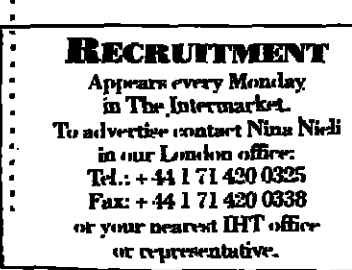 RECRUITMENT
Appears every Monday
in The Intermarket.
To advertise contact Nina Niell
in our London office:
Tel.: + 44 1 71 420 0325
Fax: + 44 1 71 420 0338
or your nearest IHT office
or representative.